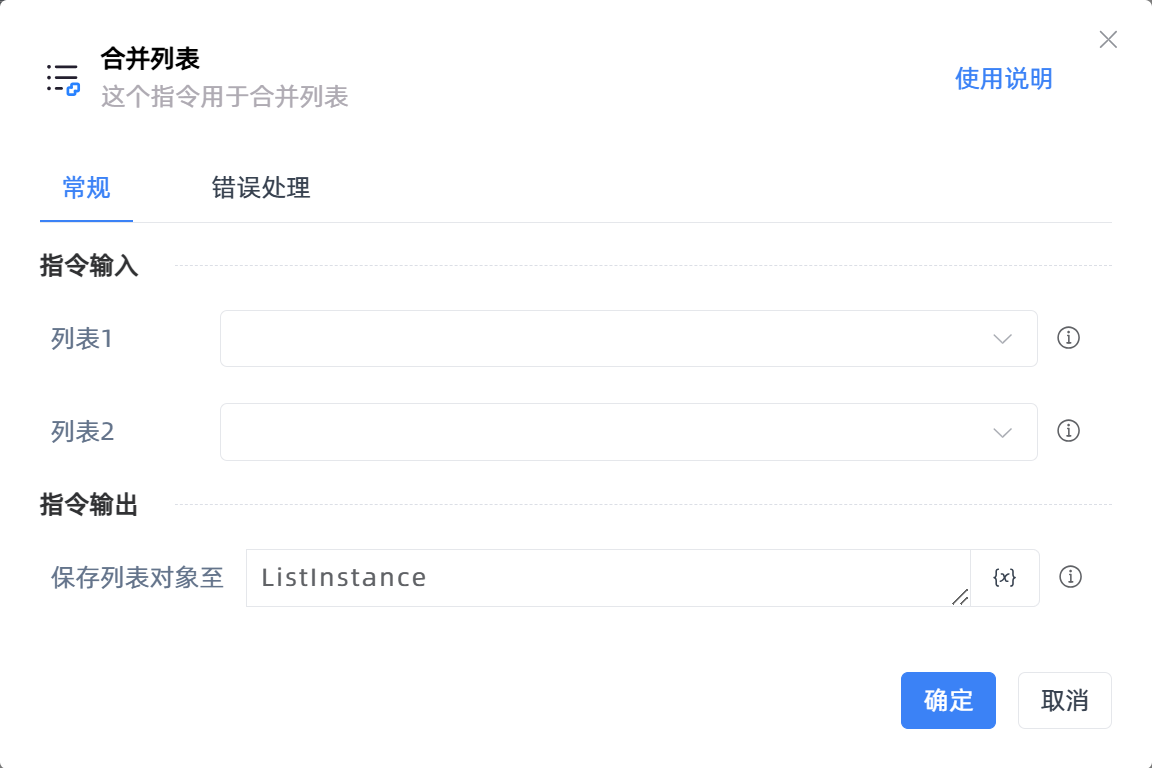 合并列表
这个指令用于合并列表
使用说明
常规
错误处理
指令输入
列表1
列表2
指令输出
保存列表对象至
ListInstance
{x}
确定
取消